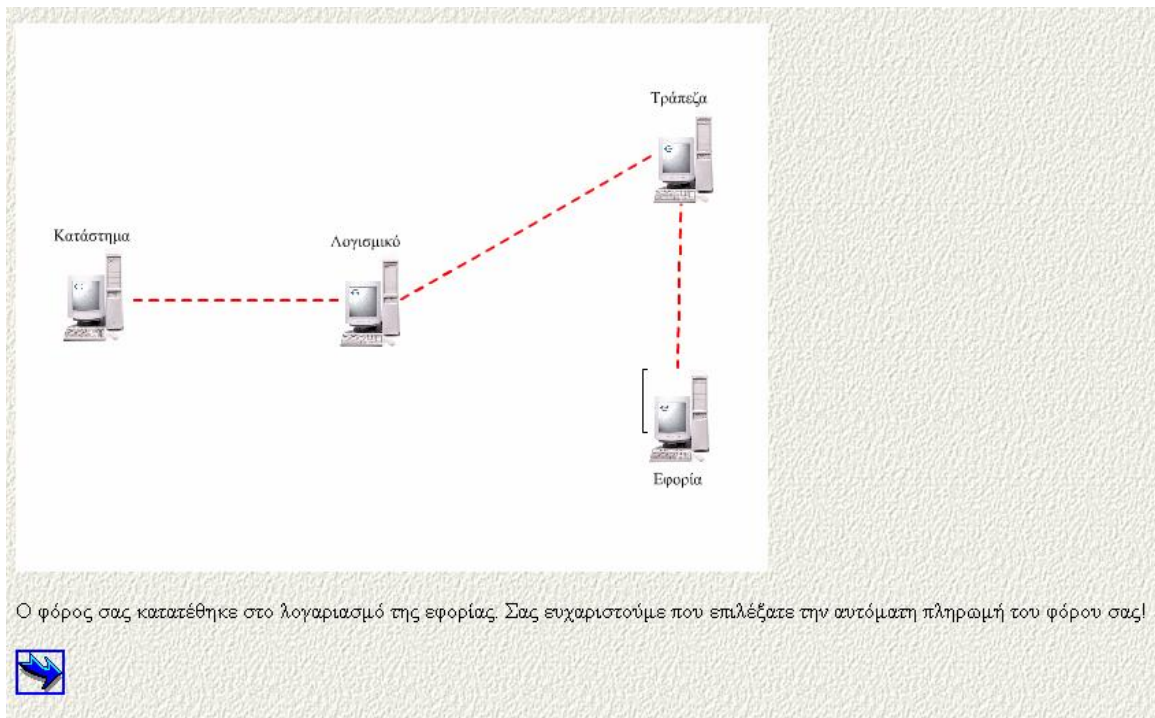 Τράπεζα
Κατάστημα
Λογισμικό
Εφορία
Ο φόρος σας κατατέθηκε στο λογαριασμό της εφορίας. Σας ευχαριστούμε που επιλέξατε την αυτόματη πληρωμή του φόρου σας!